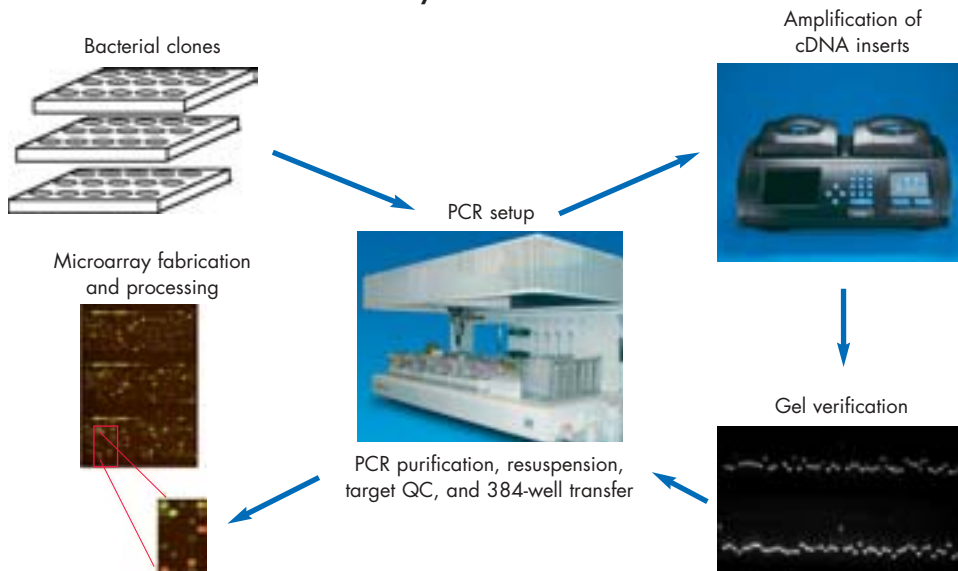 Amplification of
cDNA inserts
Bacterial clones
PCR setup
Microarray fabrication
and processing
Gel verification
PCR purification, resuspension,
target QC, and 384-well transfer